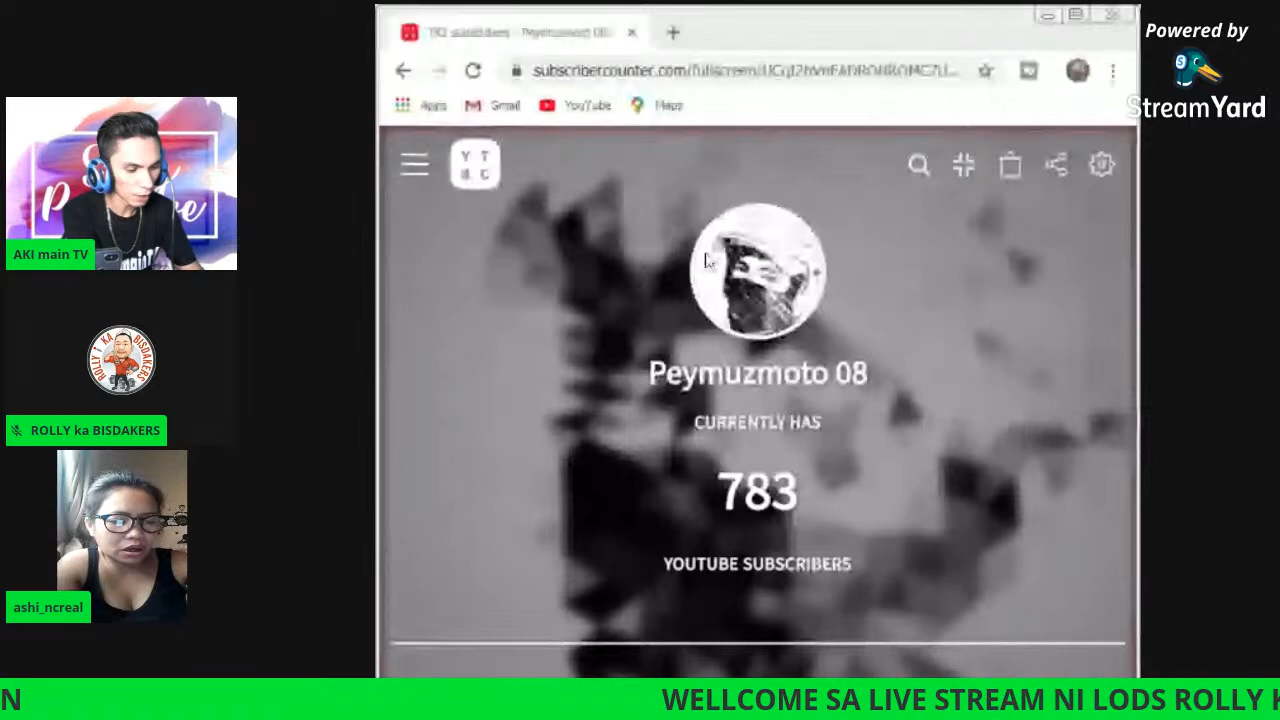 Powered by
StreamYard
subscribercounter.com/fullscreen/
Apps
Gmail
YouTube
Maps
Y T
S C
AKI main TV
Peymuzmoto 08
CURRENTLY HAS
783
YOUTUBE SUBSCRIBERS
ROLLY ka BISDAKERS
ashi_ncreal
N
WELLCOME SA LIVE STREAM NI LODS ROLLY K